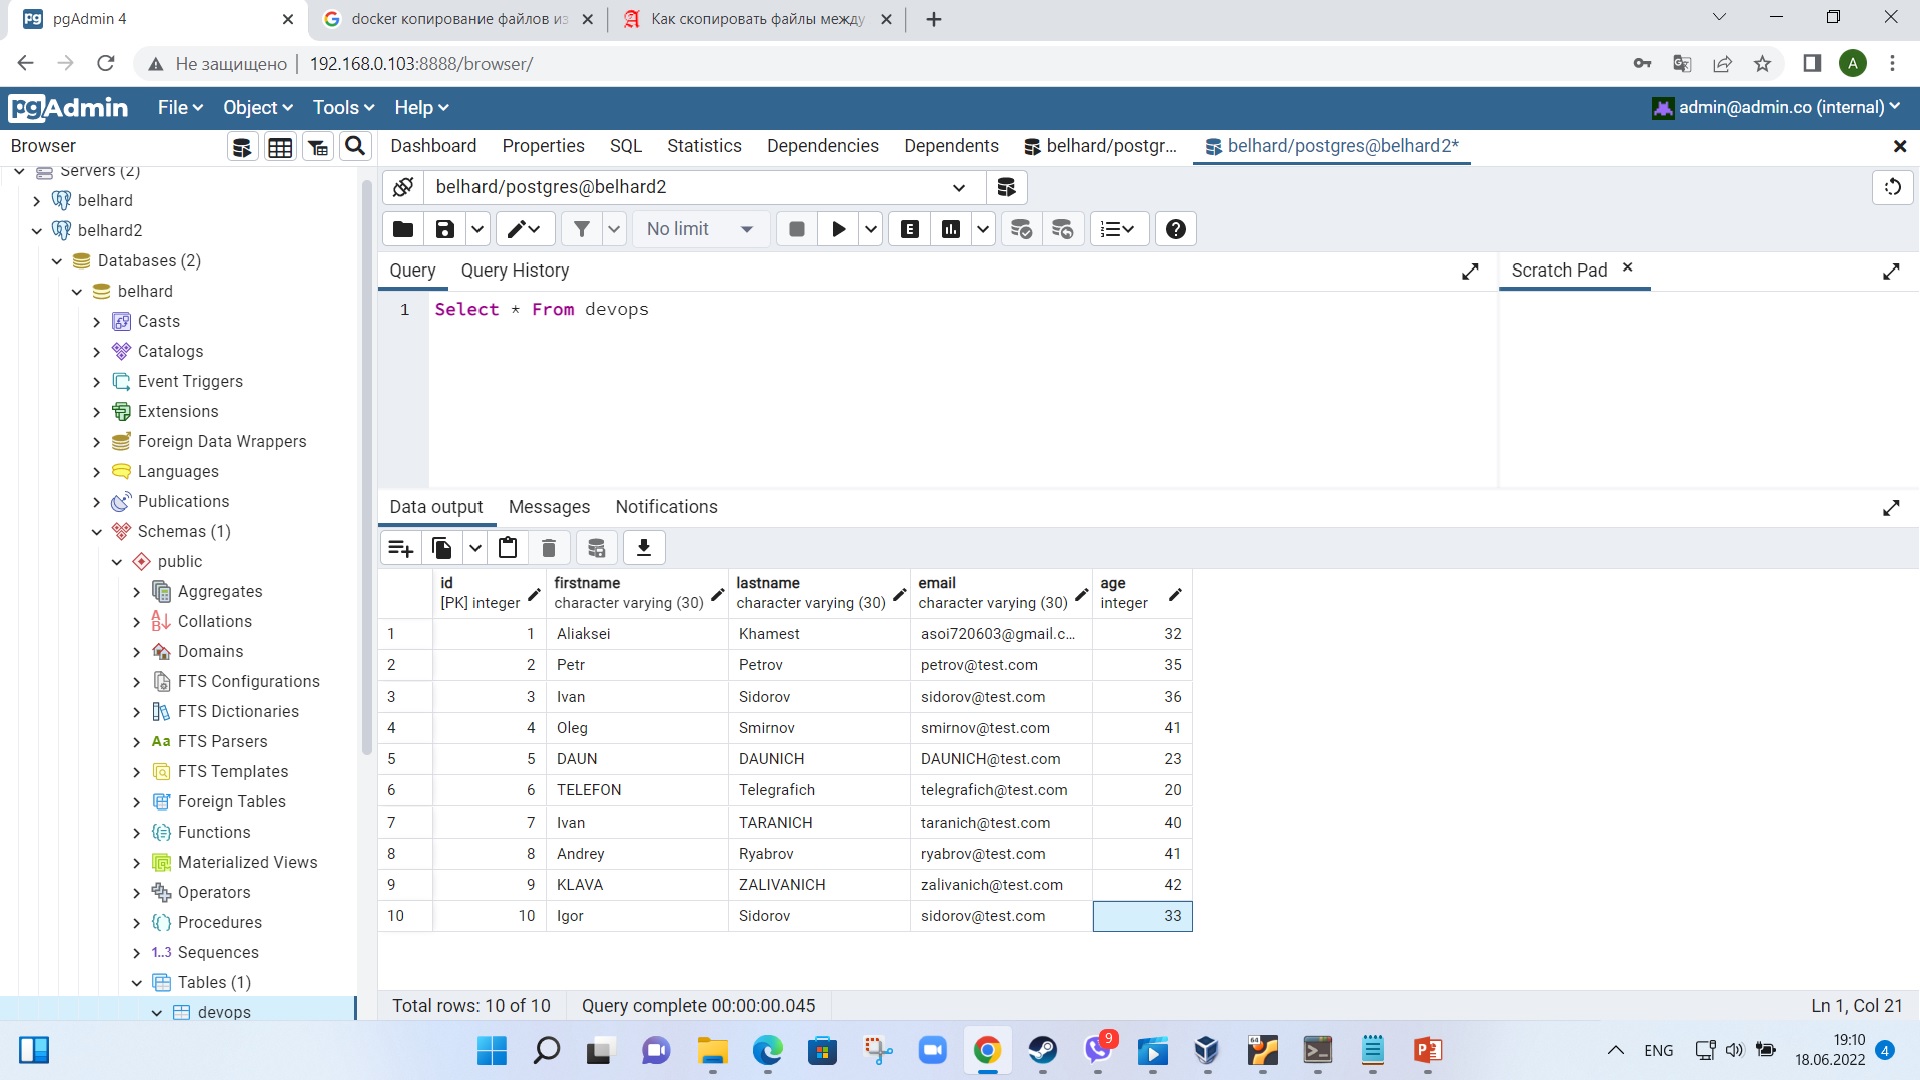 pgAdmin 4
docker копирование файлов из
Как скопировать файлы между
Не защищено
192.168.0.103:8888/browser/
A
pgAdmin
File
Object
Tools
Help
admin@admin.co (internal)
Browser
Dashboard
Properties
SQL
Statistics
Dependencies
Dependents
belhard/postgr...
belhard/postgres@belhard2*
Servers (2)
belhard
belhard2
Databases (2)
belhard
Casts
Catalogs
Event Triggers
Extensions
Foreign Data Wrappers
Languages
Publications
Schemas (1)
public
Aggregates
Collations
Domains
FTS Configurations
FTS Dictionaries
Aa FTS Parsers
FTS Templates
Foreign Tables
Functions
Materialized Views
Operators
Procedures
1..3 Sequences
Tables (1)
devops
belhard/postgres@belhard2
No limit
E
Query
Query History
Scratch Pad
1 Select * From devops
Data output
Messages
Notifications
id [PK] integer
firstname character varying (30)
lastname character varying (30)
email character varying (30)
age integer
1 1 Aliaksei Khamest asoi720603@gmail.c... 32
2 2 Petr Petrov petrov@test.com 35
3 3 Ivan Sidorov sidorov@test.com 36
4 4 Oleg Smirnov smirnov@test.com 41
5 5 DAUN DAUNICH DAUNICH@test.com 23
6 6 TELEFON Telegrafich telegrafich@test.com 20
7 7 Ivan TARANICH taranich@test.com 40
8 8 Andrey Ryabrov ryabrov@test.com 41
9 9 KLAVA ZALIVANICH zalivanich@test.com 42
10 10 Igor Sidorov sidorov@test.com 33
Total rows: 10 of 10
Query complete 00:00:00.045
Ln 1, Col 21
9
64
ENG
19:10
18.06.2022
4